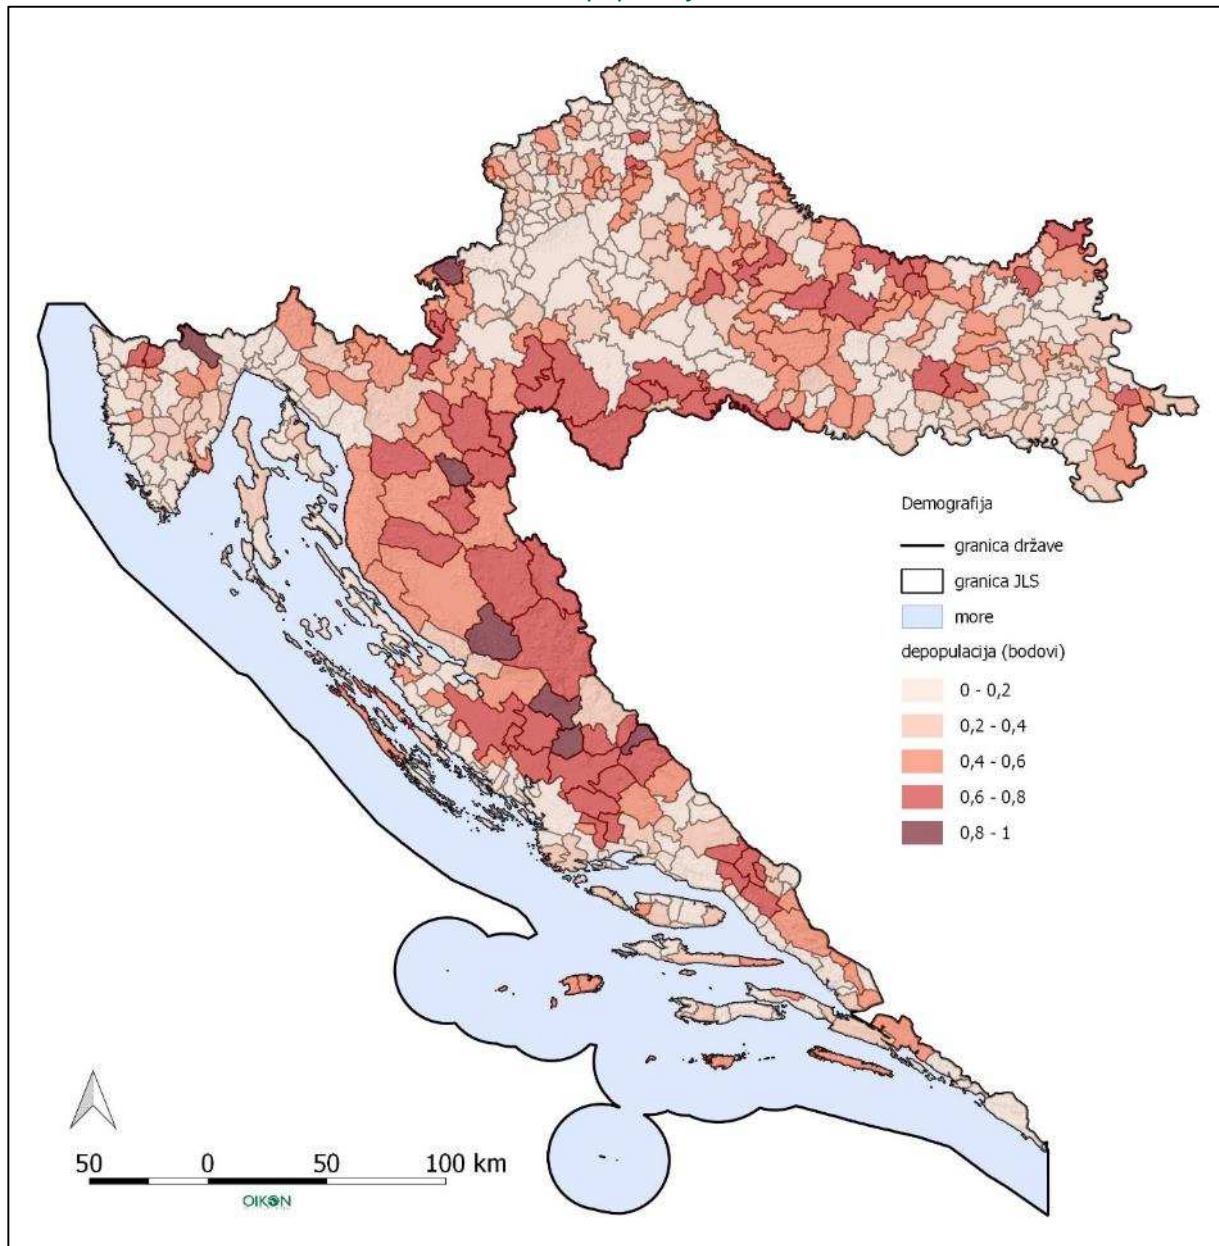 Demografija
granica države
granica JLS
more
depopulacija (bodovi)
0 - 0,2
0,2 - 0,4
0,4 - 0,6
0,6 - 0,8
0,8 - 1
50 0 50 100 km
OIKON